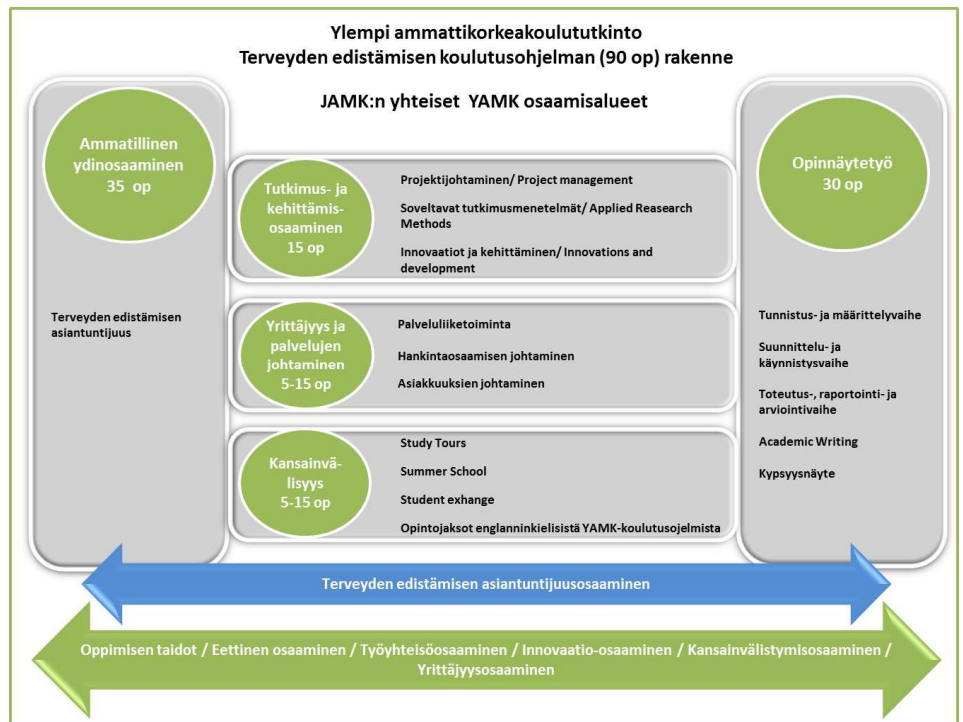 Ylempi ammattikorkeakoulututkinto
Terveyden edistämisen koulutusohjelman (90 op) rakenne
JAMK:n yhteiset YAMK osaamisalueet
Ammatillinen
ydinosaaminen
35 op
Terveyden edistämisen
asiantuntijuus
Tutkimus- ja
kehittämis-
osaaminen
15 op
Projektijohtaminen/ Project management
Soveltavat tutkimusmenetelmät/ Applied Reasearch
Methods
Innovaatiot ja kehittäminen/ Innovations and
development
Yrittäjyys ja
palvelujen
johtaminen
5-15 op
Palveluliiketoiminta
Hankintaosaamisen johtaminen
Asiakkuuksien johtaminen
Kansainvä-
lisyys
5-15 op
Study Tours
Summer School
Student exhange
Opintojaksot englanninkielisistä YAMK-koulutusojelmista
Opinnäytetyö
30 op
Tunnistus- ja määrittelyvaihe
Suunnittelu- ja
käynnistysvaihe
Toteutus-, raportointi- ja
arviointivaihe
Academic Writing
Kypsyysnäyte
Terveyden edistämisen asiantuntijuusosaaminen
Oppimisen taidot / Eettinen osaaminen / Työyhteisöosaaminen / Innovaatio-osaaminen / Kansainvälistymisosaaminen /
Yrittäjyysosaaminen